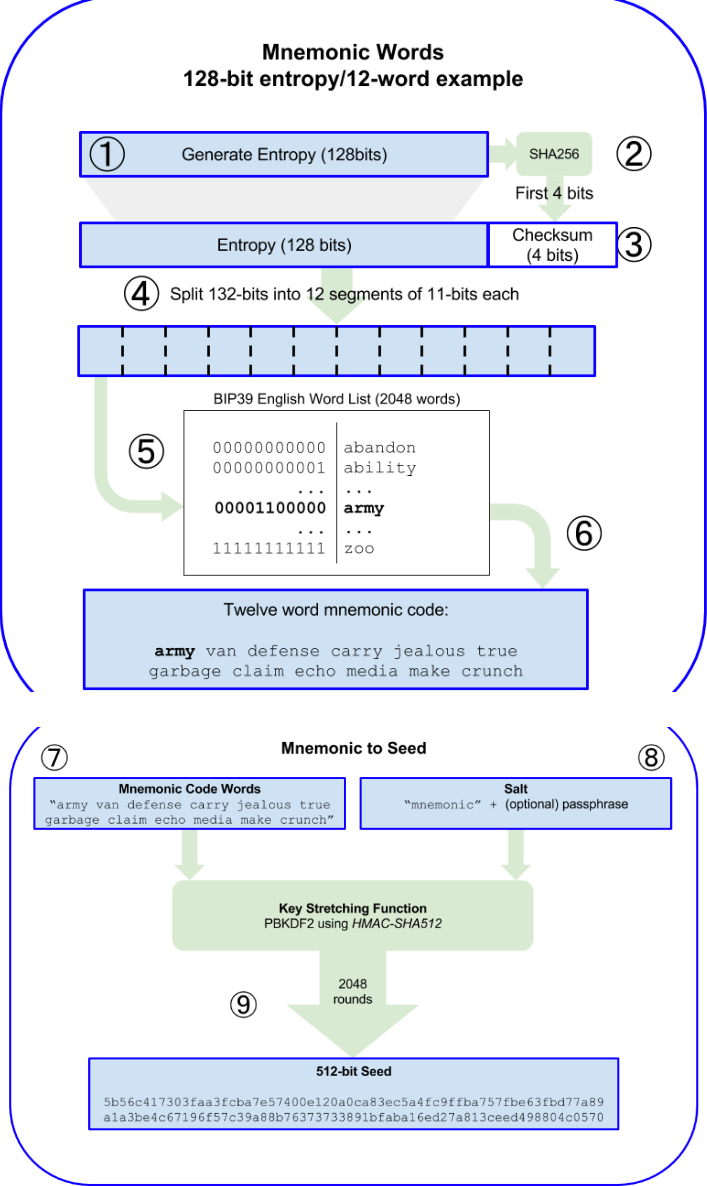 Mnemonic Words
128-bit entropy/12-word example
① Generate Entropy (128bits)
SHA256 ②
First 4 bits
Entropy (128 bits)
Checksum
(4 bits) ③
④ Split 132-bits into 12 segments of 11-bits each
BIP39 English Word List (2048 words)
⑤
00000000000 abandon
00000000001 ability
... ...
00001100000 army
... ...
11111111111 zoo
⑥
Twelve word mnemonic code:
army van defense carry jealous true
garbage claim echo media make crunch
Mnemonic to Seed
⑦
Mnemonic Code Words
“army van defense carry jealous true
garbage claim echo media make crunch”
⑧
Salt
“mnemonic” + (optional) passphrase
Key Stretching Function
PBKDF2 using HMAC-SHA512
2048
rounds
⑨
512-bit Seed
5b56c417303faa3fcba7e57400e120a0ca83ec5a4fc9ffba757fbe63fbd77a89
a1a3be4c67196f57c39a88b76373733891bfaba16ed27a813ceed498804c0570